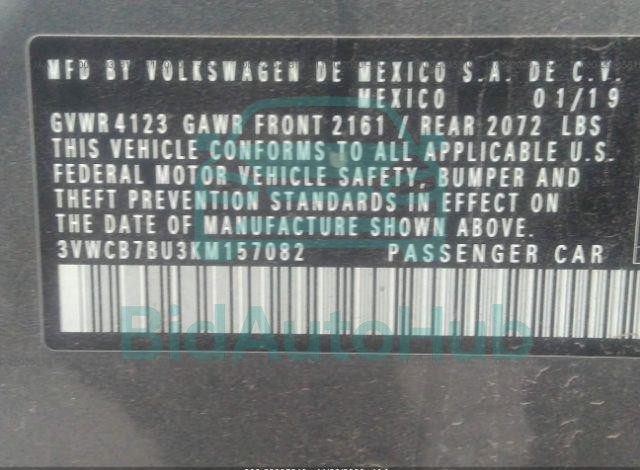 MFD BY VOLKSWAGEN DE MEXICO S.A. DE C.V.
MEXICO 01/19
GVWR 4123 GAWR FRONT 2161 / REAR 2072 LBS
THIS VEHICLE CONFORMS TO ALL APPLICABLE U.S.
FEDERAL MOTOR VEHICLE SAFETY, BUMPER AND
THEFT PREVENTION STANDARDS IN EFFECT ON
THE DATE OF MANUFACTURE SHOWN ABOVE.
3VWCB7BU3KM157082 PASSENGER CAR
BidAutoHub